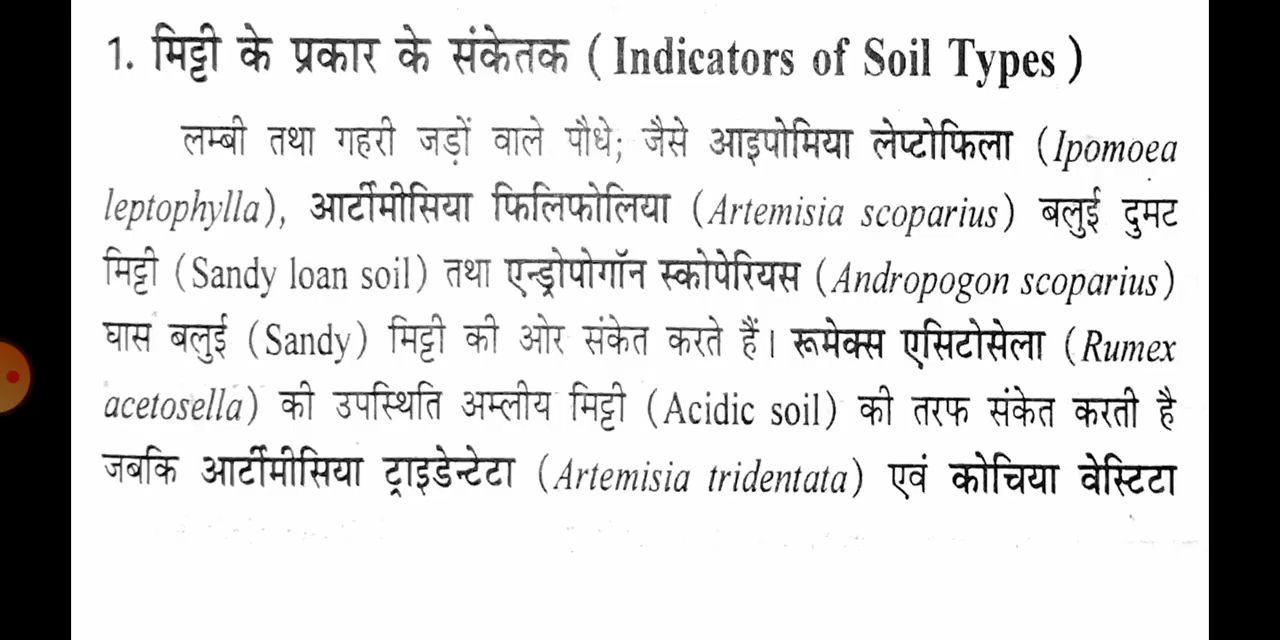 1. मिट्टी के प्रकार के संकेतक ( Indicators of Soil Types )
लम्बी तथा गहरी जड़ों वाले पौधे; जैसे आइपोमिया लेप्टोफिला (Ipomoea
leptophylla), आर्टीमीसिया फिलिफोलिया (Artemisia scoparius) बलुई दुमट
मिट्टी (Sandy loan soil) तथा एन्ड्रोपोगॉन स्कोपेरियस (Andropogon scoparius)
घास बलुई (Sandy) मिट्टी की ओर संकेत करते हैं। रूमेक्स एसिटोसेला (Rumex
acetosella) की उपस्थिति अम्लीय मिट्टी (Acidic soil) की तरफ संकेत करती है
जबकि आर्टीमीसिया ट्राइडेन्टेटा (Artemisia tridentata) एवं कोचिया वेस्टिटा